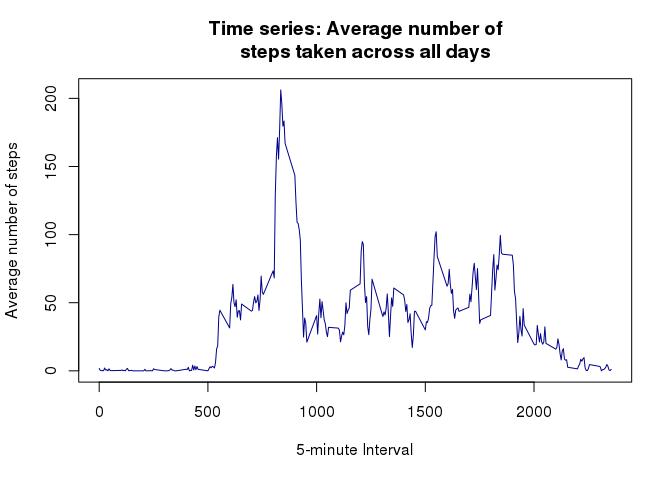 Time series: Average number of
steps taken across all days
Average number of steps
200
150
100
50
0
0 500 1000 1500 2000
5-minute Interval